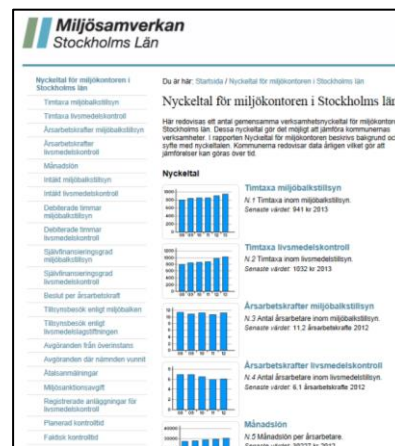 Miljösamverkan
Stockholms Län
Nyckeltal för miljökontoren i
Stockholms län
Timtaxa miljöbalkstillsyn
Timtaxa livsmedelskontroll
Årsarbetskrafter miljöbalkstillsyn
Årsarbetskrafter
livsmedelskontroll
Månadslön
Intäkt miljöbalkstillsyn
Intäkt livsmedelskontroll
Debiterade timmar
miljöbalkstillsyn
Debiterade timmar
livsmedelskontroll
Självfinansieringsgrad
miljöbalkstillsyn
Självfinansieringsgrad
livsmedelskontroll
Beslut per årsarbetskraft
Tillsynsbesök enligt miljöbalken
Tillsynsbesök enligt
livsmedelslagstiftningen
Avgöranden från överinstans
Avgöranden där nämnden vunnit
Åtalsanmälningar
Miljösanktionsavgift
Registrerade anläggningar för
livsmedelskontroll
Planerad kontrolltid
Faktisk kontrolltid
Du är här: Startsida / Nyckeltal för miljökontoren i Stockholms län
Nyckeltal för miljökontoren i Stockholms län
Här redovisas ett antal gemensamma verksamhetsnyckeltal för miljökontoren
Stockholms län. Dessa nyckeltal gör det möjligt att jämföra kommunernas
verksamheter. I rapporten Nyckeltal för miljökontoren beskrivs bakgrund och
syfte med nyckeltalen. Kommunerna redovisar data årligen vilket gör att
jämförelser kan göras över tid.
Nyckeltal
Timtaxa miljöbalkstillsyn
N:1 Timtaxa inom miljöbalkstillsyn.
Senaste värdet: 941 kr 2013
Timtaxa livsmedelskontroll
N:2 Timtaxa inom livsmedelstillsyn.
Senaste värdet: 1032 kr 2013
Årsarbetskrafter miljöbalkstillsyn
N:3 Antal årsarbetare inom miljöbalkstillsyn.
Senaste värdet: 11,2 årsarbetskrafte 2012
Årsarbetskrafter livsmedelskontroll
N:4 Antal årsarbetare inom livsmedelstillsyn.
Senaste värdet: 6,1 årsarbetskrafte 2012
Månadslön
N:5 Månadslön per årsarbetare.